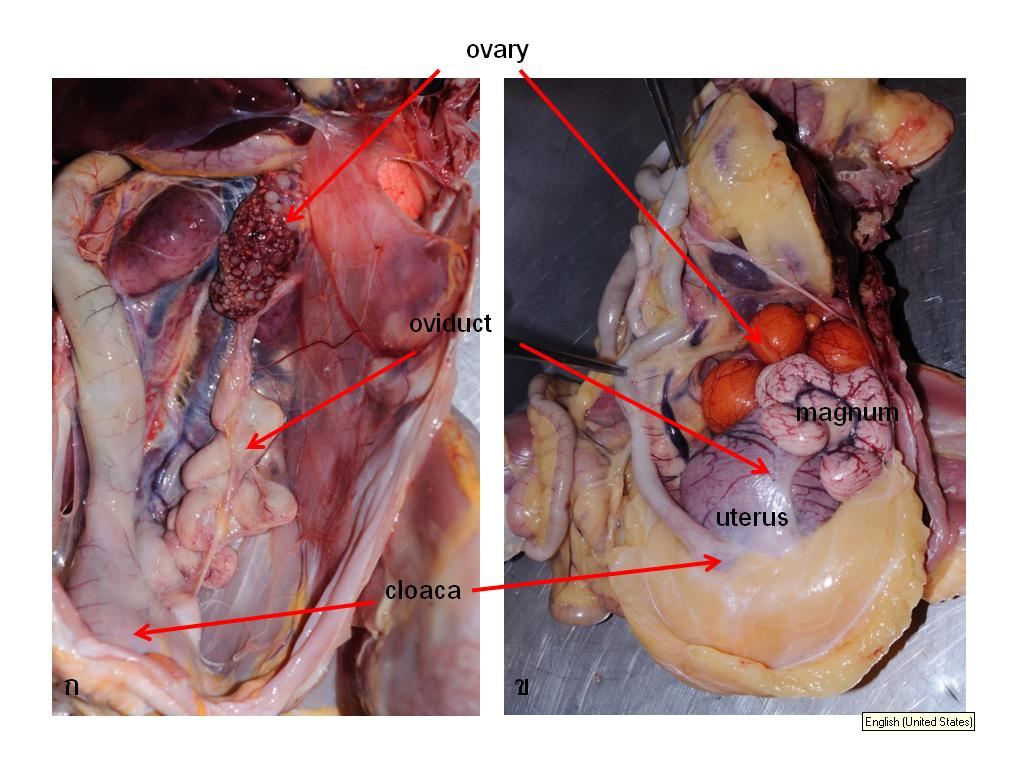 ovary
oviduct
magnum
uterus
cloaca
ก
ข
English (United States)